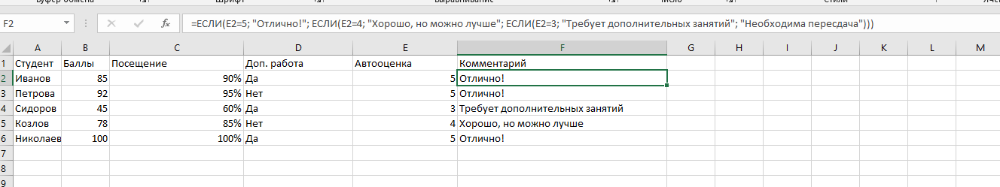 Буфер обмена Шрифт Выравнивание Число Стили
F2 fx =ЕСЛИ(E2=5; "Отлично!"; ЕСЛИ(E2=4; "Хорошо, но можно лучше"; ЕСЛИ(E2=3; "Требует дополнительных занятий"; "Необходима пересдача")))
A B C D E F G H I J K L M
1 Студент Баллы Посещение Доп. работа Автооценка Комментарий
2 Иванов 85 90% Да 5 Отлично!
3 Петрова 92 95% Нет 5 Отлично!
4 Сидоров 45 60% Да 3 Требует дополнительных занятий
5 Козлов 78 85% Нет 4 Хорошо, но можно лучше
6 Николаев 100 100% Да 5 Отлично!
7
8
9